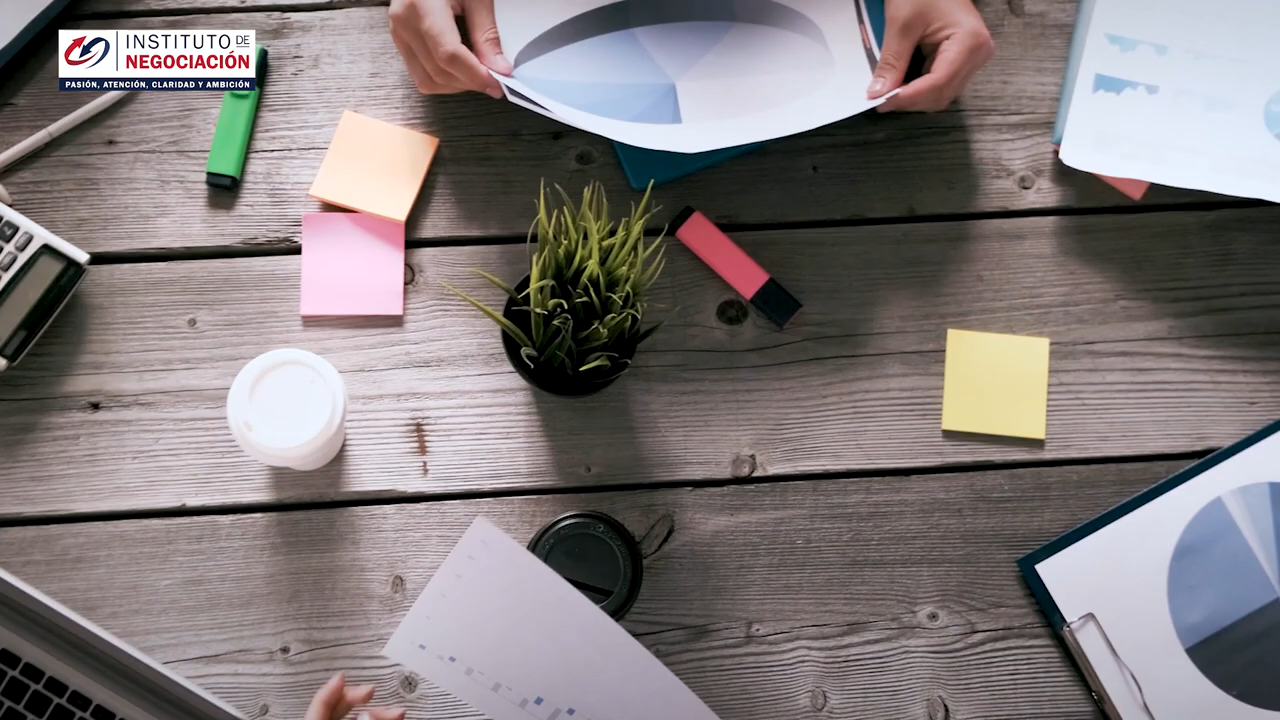 INSTITUTO DE
NEGOCIACIÓN
PASIÓN, ATENCIÓN, CLARIDAD Y AMBICIÓN